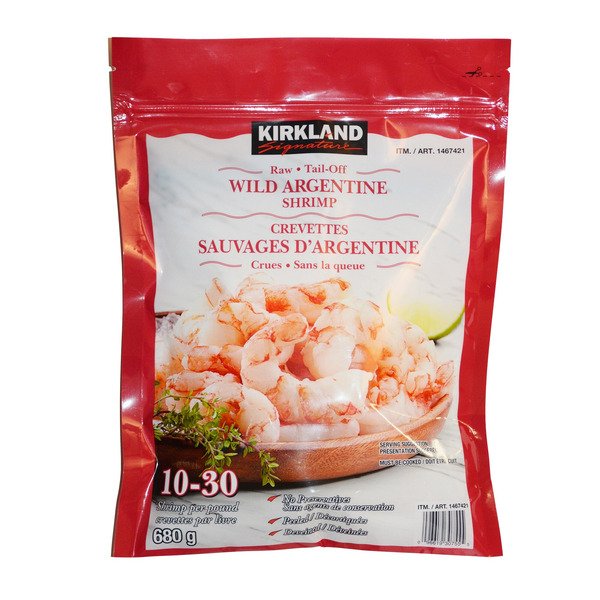 KIRKLAND
Signature
ITM. / ART. 1467421
Raw • Tail-Off
WILD ARGENTINE
SHRIMP
CREVETTES
SAUVAGES D'ARGENTINE
Crues • Sans la queue
SERVING
PRESENTATION
MUST BE COOKED / DOIT ÊTRE CUIT
10-30
Shrimp per pound
crevettes par livre
680 g
No Preservatives
Sans agents de conservation
Peeled / Décortiquées
Deveined / Déveinées
ITM. / ART. 1467421